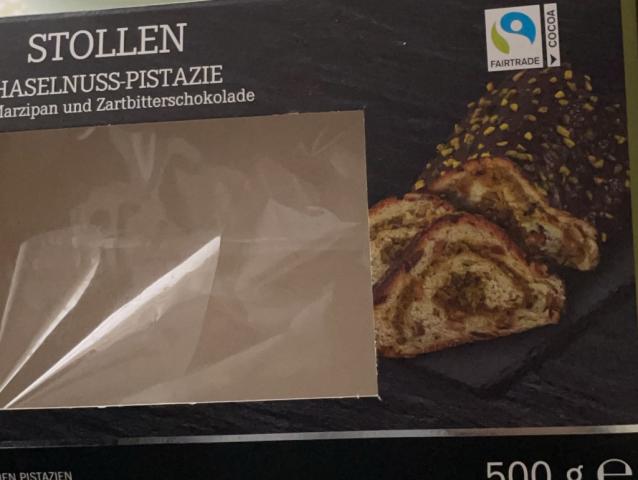 STOLLEN
HASELNUSS-PISTAZIE
Marzipan und Zartbitterschokolade
FAIRTRADE
COCOA
PISTAZIEN
500 g e